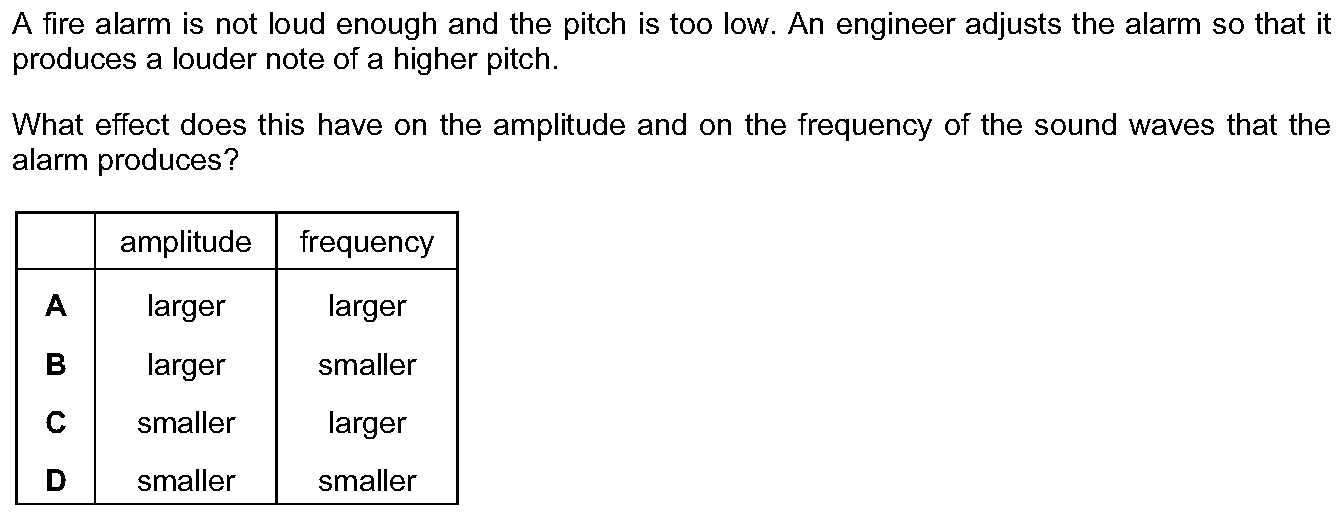 A fire alarm is not loud enough and the pitch is too low. An engineer adjusts the alarm so that it
produces a louder note of a higher pitch.
What effect does this have on the amplitude and on the frequency of the sound waves that the
alarm produces?
amplitude frequency
A larger larger
B larger smaller
C smaller larger
D smaller smaller